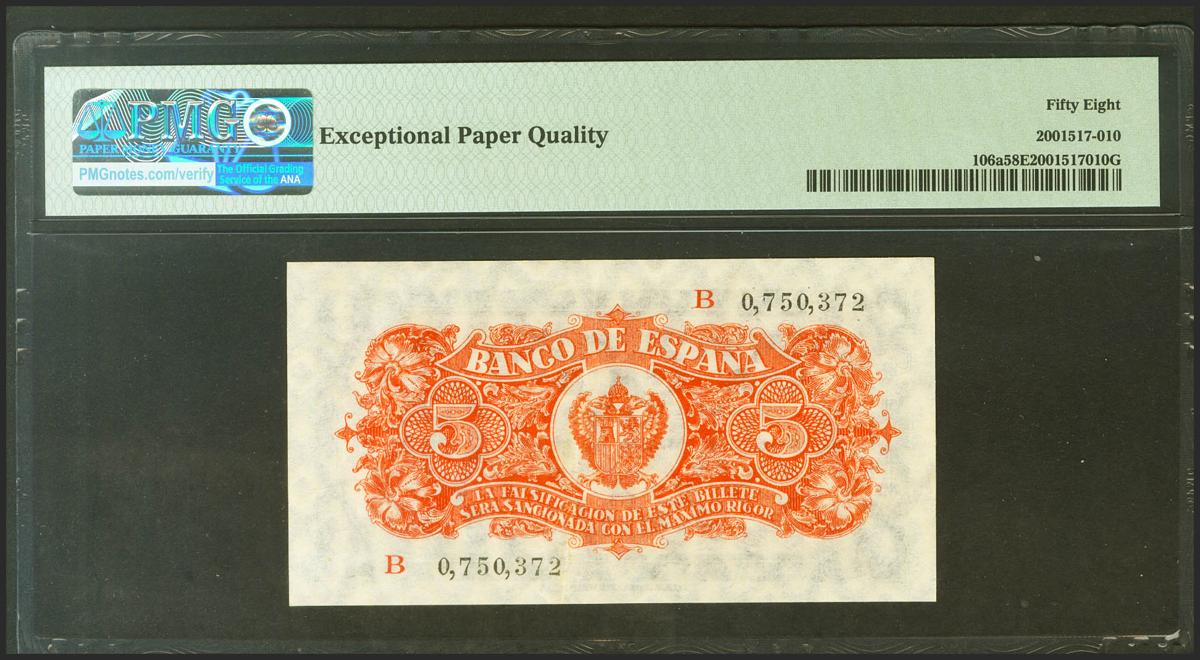 PMG
PAPER MONEY GUARANTY
PMGnotes.com/verify
The Official Grading
Service of the ANA
Exceptional Paper Quality
Fifty Eight
2001517-010
106a58E2001517010G
B 0,750,372
BANCO DE ESPAÑA
5 5
LA FALSIFICACION DE ESTE BILLETE
SERA SANCIONADA CON EL MAXIMO RIGOR
B 0,750,372